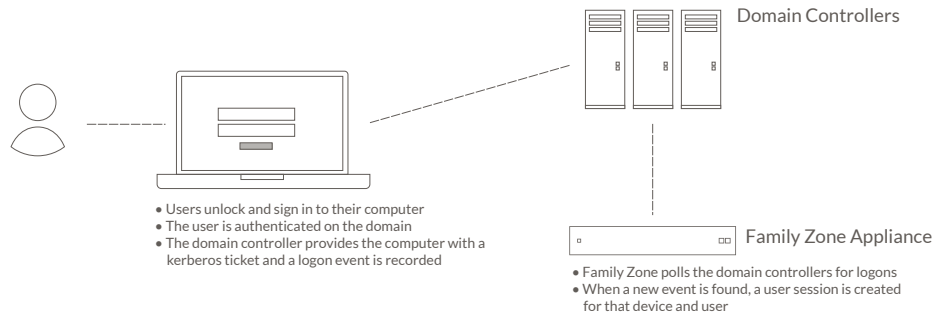 Domain Controllers
• Users unlock and sign in to their computer
• The user is authenticated on the domain
• The domain controller provides the computer with a
kerberos ticket and a logon event is recorded
Family Zone Appliance
• Family Zone polls the domain controllers for logons
• When a new event is found, a user session is created
for that device and user